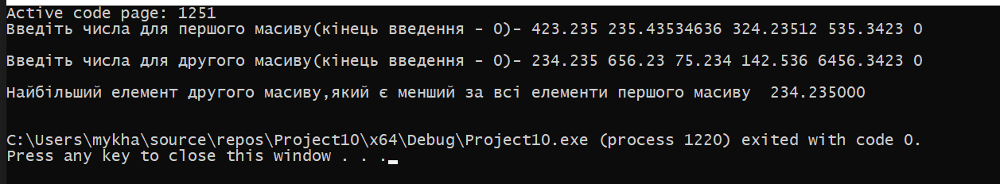 Active code page: 1251
Введіть числа для першого масиву(кінець введення - 0)- 423.235 235.43534636 324.23512 535.3423 0
Введіть числа для другого масиву(кінець введення - 0)- 234.235 656.23 75.234 142.536 6456.3423 0
Найбільший елемент другого масиву,який є менший за всі елементи першого масиву  234.235000
C:\Users\mykha\source\repos\Project10\x64\Debug\Project10.exe (process 1220) exited with code 0.
Press any key to close this window . . .